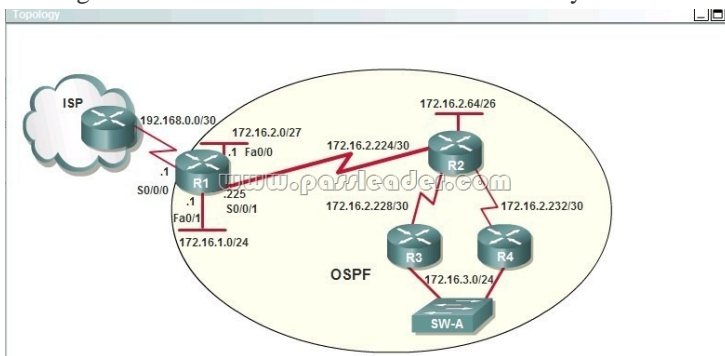 Topology
ISP
192.168.0.0/30
172.16.2.64/26
172.16.2.0/27
.1 Fa0/0
172.16.2.224/30
R2
.1
S0/0/0
R1
.225
S0/0/1
.1
Fa0/1
www.passleader.com
172.16.1.0/24
172.16.2.228/30
172.16.2.232/30
R3
R4
OSPF
172.16.3.0/24
SW-A